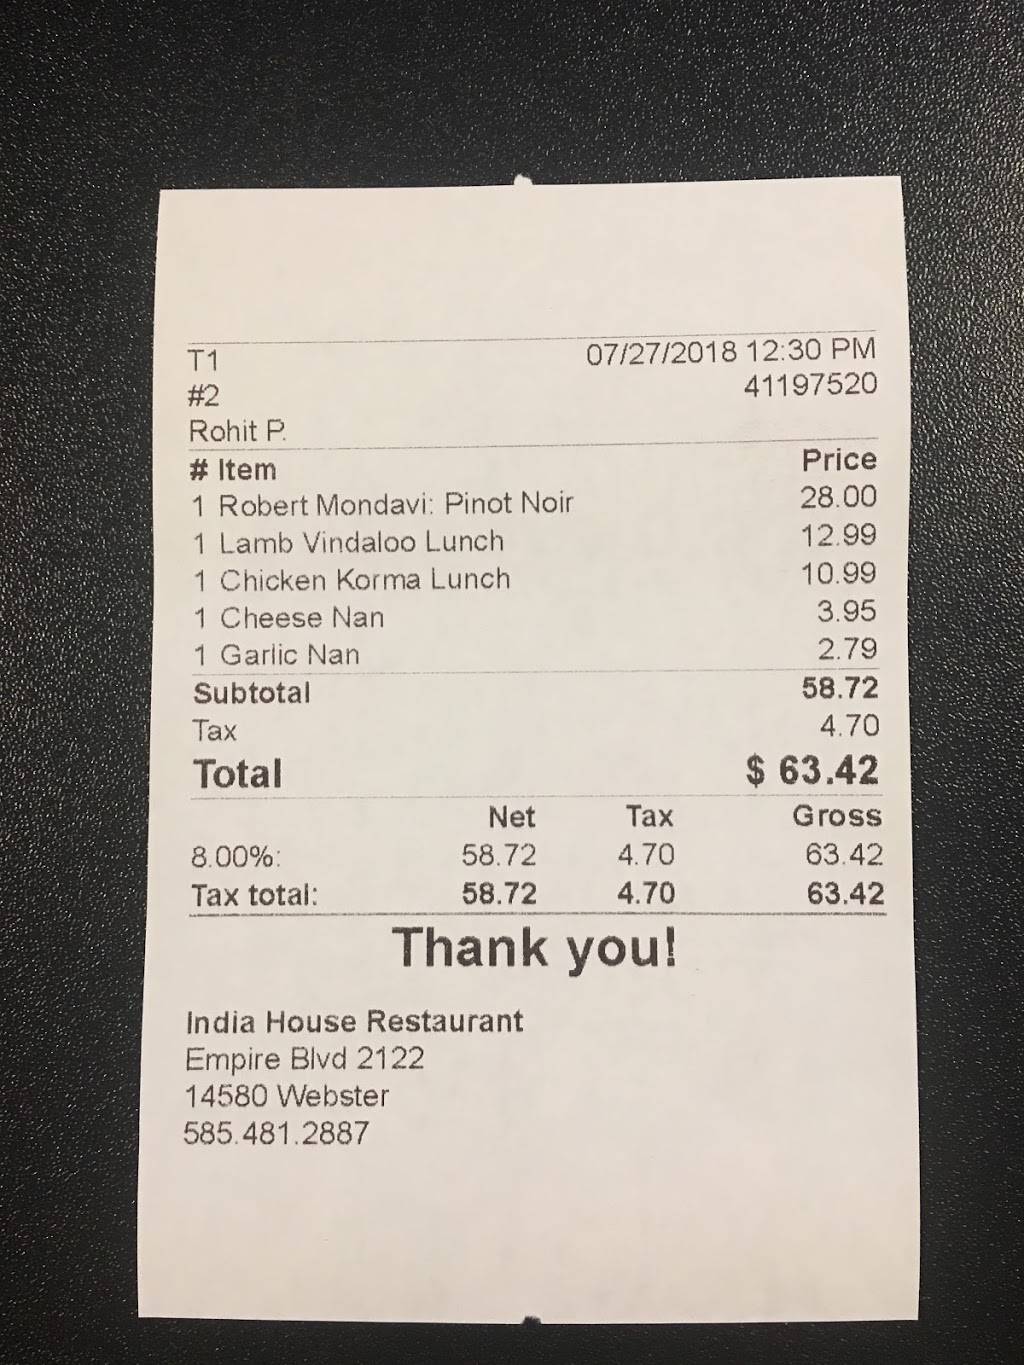 T1 07/27/2018 12:30 PM
#2 41197520
Rohit P.
# Item Price
1 Robert Mondavi: Pinot Noir 28.00
1 Lamb Vindaloo Lunch 12.99
1 Chicken Korma Lunch 10.99
1 Cheese Nan 3.95
1 Garlic Nan 2.79
Subtotal 58.72
Tax 4.70
Total $ 63.42
Net Tax Gross
8.00%: 58.72 4.70 63.42
Tax total: 58.72 4.70 63.42
Thank you!
India House Restaurant
Empire Blvd 2122
14580 Webster
585.481.2887